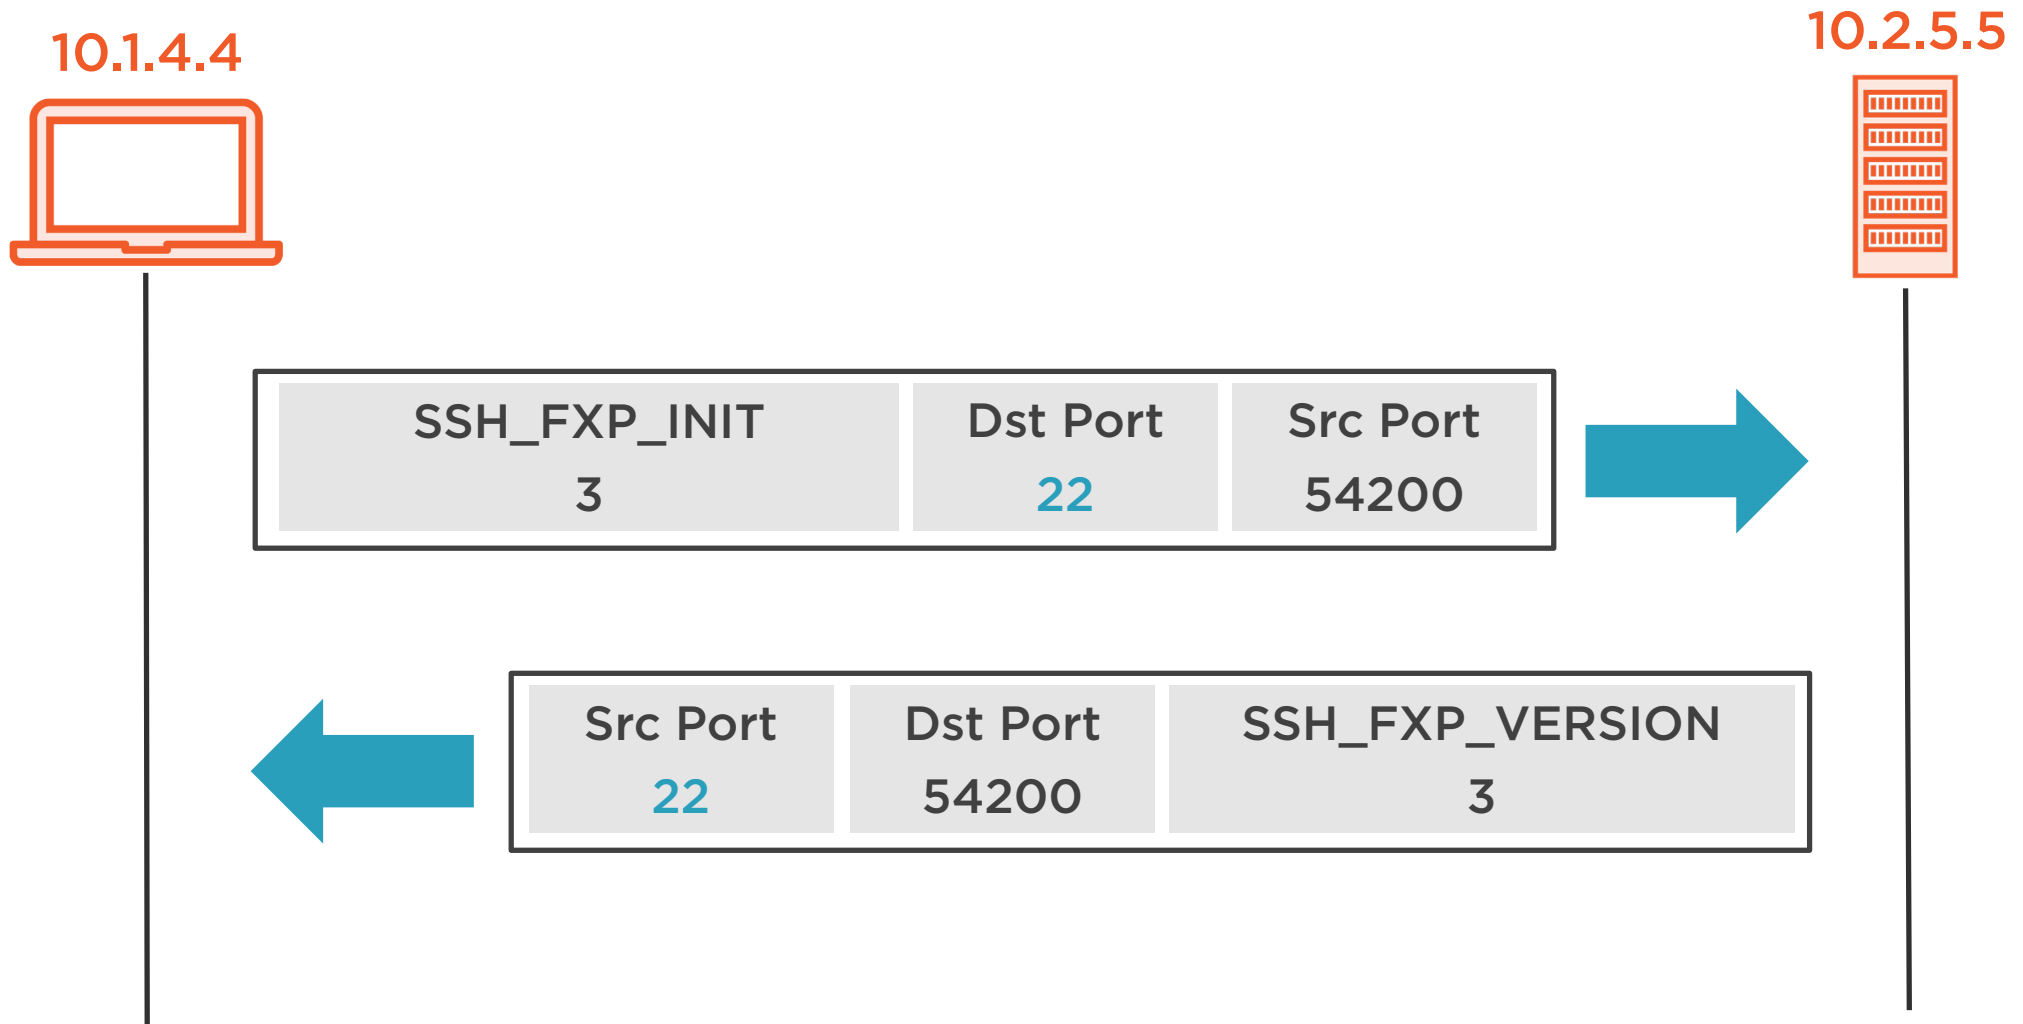 10.1.4.4
10.2.5.5
SSH_FXP_INIT Dst Port Src Port
3 22 54200
Src Port Dst Port SSH_FXP_VERSION
22 54200 3